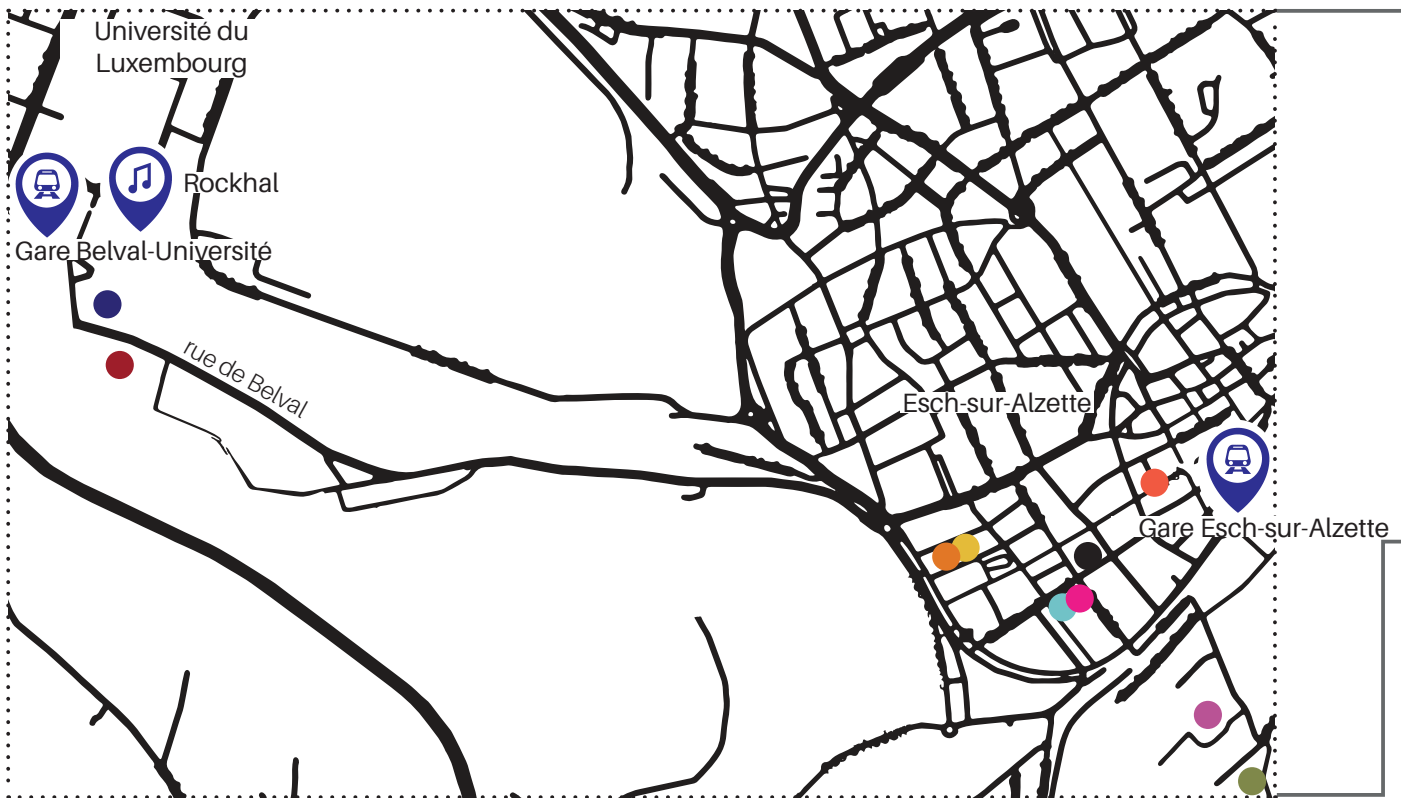 Université du
Luxembourg
Rockhal
Gare Belval-Université
rue de Belval
Esch-sur-Alzette
Gare Esch-sur-Alzette